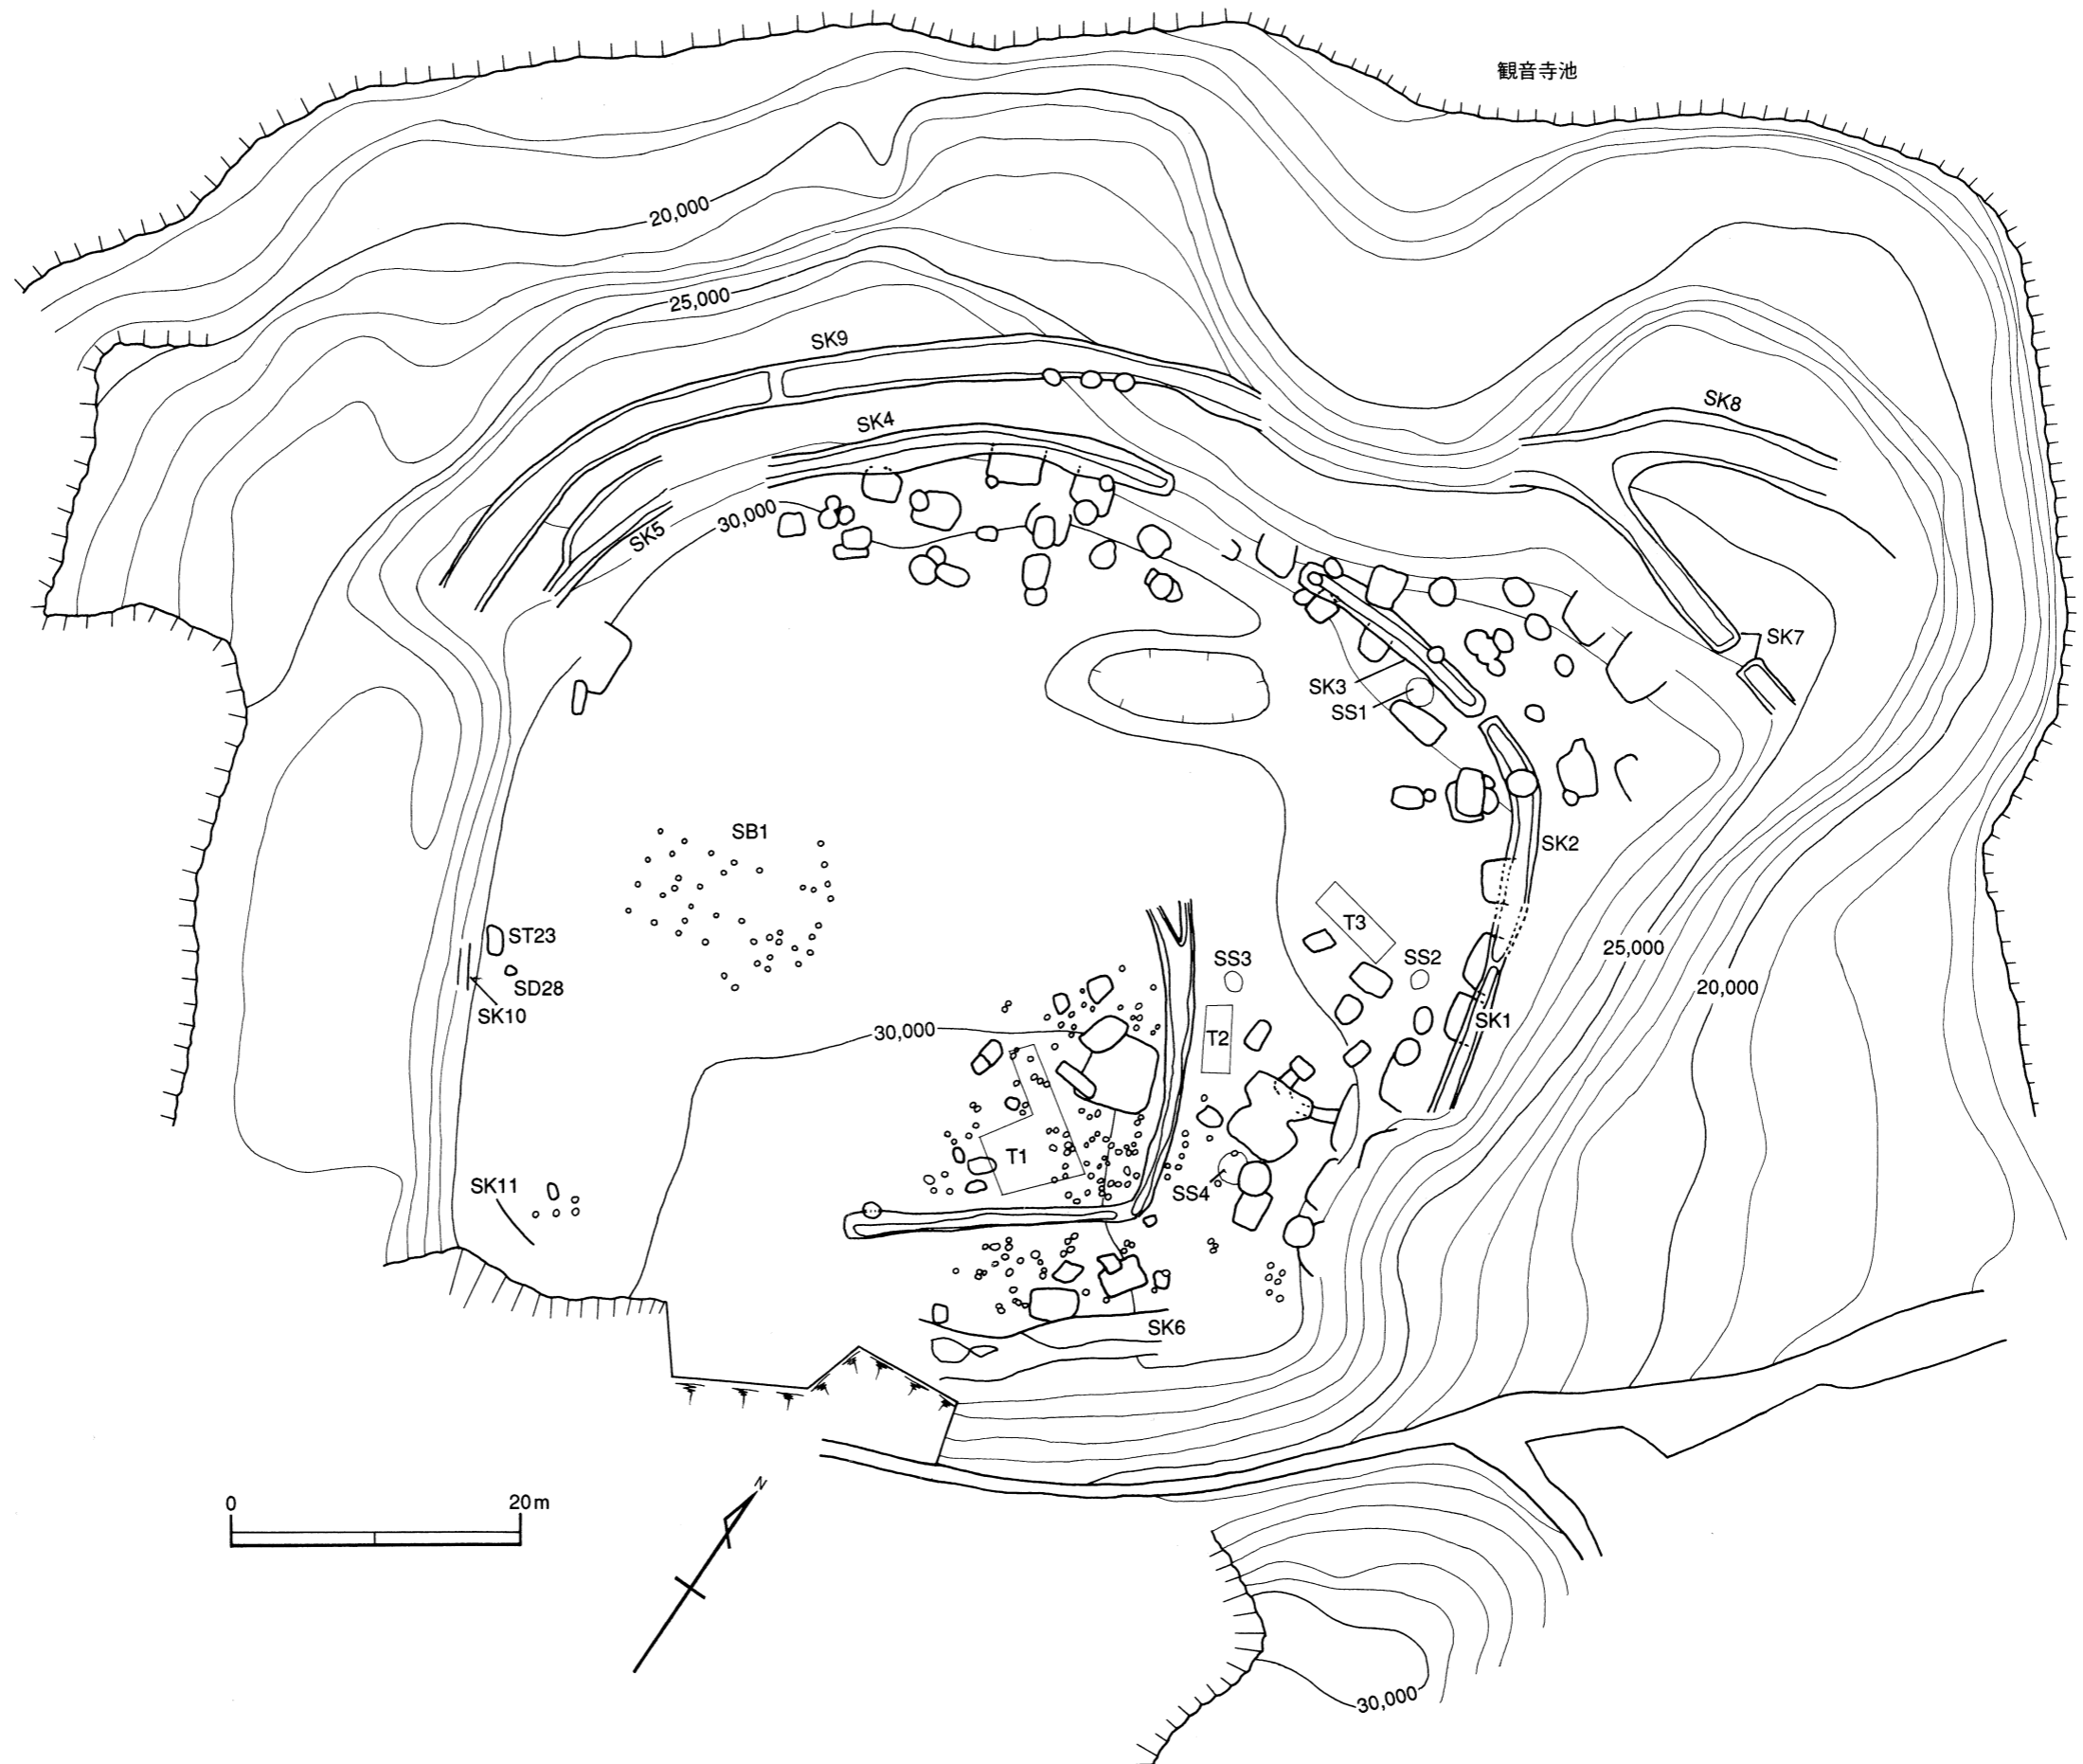 観音寺池
20,000
25,000
SK9
SK8
SK4
30,000
SK5
SK7
SK3
SS1
SB1
SK2
T3
ST23
25,000
SS3
SS2
SD28
20,000
SK10
SK1
30,000
T2
T1
SK11
SS4
SK6
N
0 20m
30,000